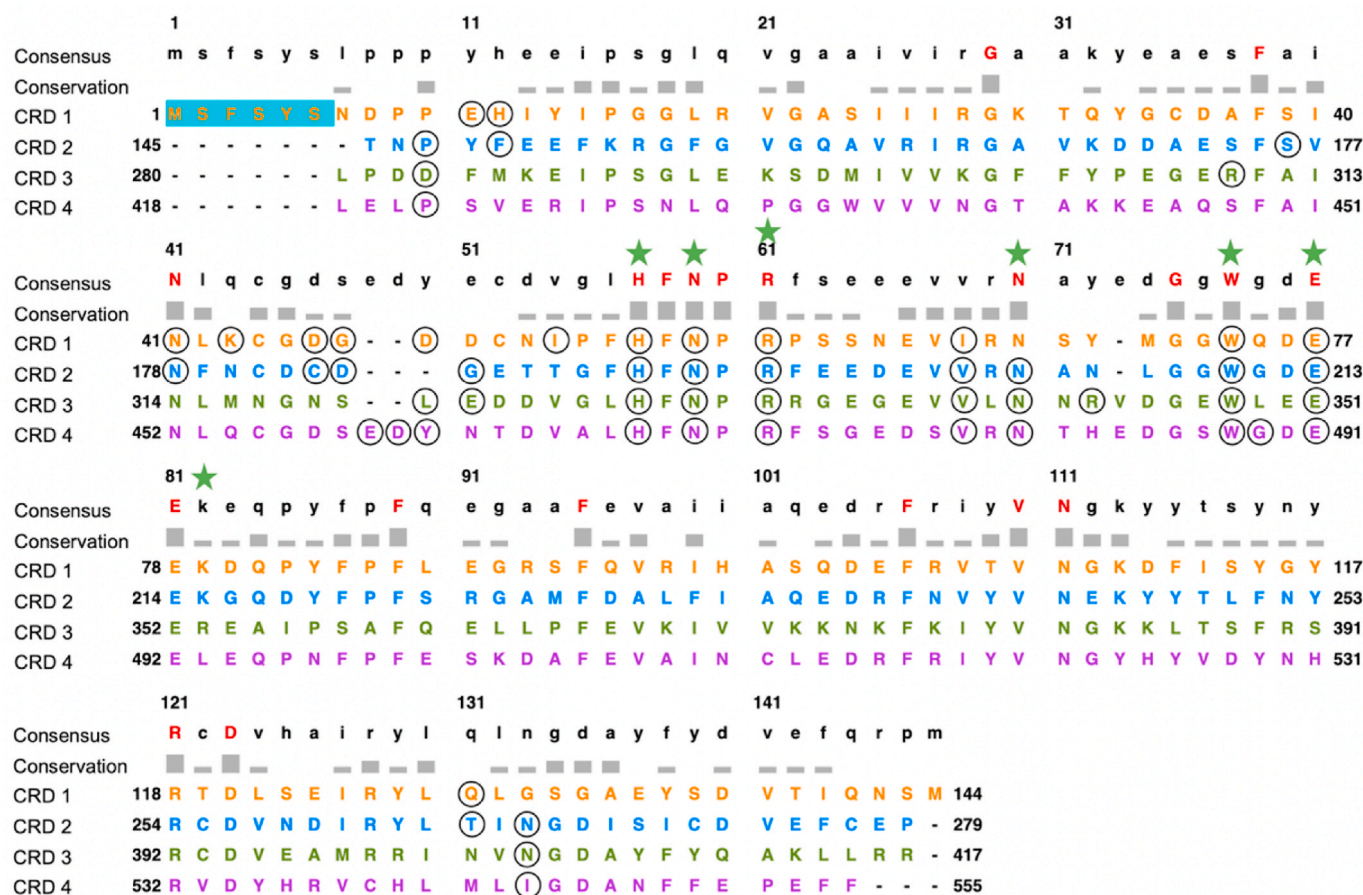 1 11 21 31
Consensus m s f s y s l p p p y h e e i p s g l q v g a a i v i r G a a k y e a e s F a i
Conservation
CRD 1 1 M S F S Y S N D P P E H I Y I P G G L R V G A S I I I R G K T Q Y G C D A F S I 40
CRD 2 145 - - - - - - - T N P Y F E E F K R G F G V G Q A V R I R G A V K D D A E S F S V 177
CRD 3 280 - - - - - - L P D D F M K E I P S G L E K S D M I V V K G F F Y P E G E R F A I 313
CRD 4 418 - - - - - - L E L P S V E R I P S N L Q P G G W V V V N G T A K K E A Q S F A I 451
41 51 61 71
Consensus N l q c g d s e d y e c d v g l H F N P R f s e e e v v r N a y e d G g W g d E
Conservation
CRD 1 41 N L K C G D G - - D D C N I P F H F N P R P S S N E V I R N S Y - M G G W Q D E 77
CRD 2 178 N F N C D C D - - - G E T T G F H F N P R F E E D E V V R N A N - L G G W G D E 213
CRD 3 314 N L M N G N S - - L E D D V G L H F N P R R G E G E V V L N N R V D G E W L E E 351
CRD 4 452 N L Q C G D S E D Y N T D V A L H F N P R F S G E D S V R N T H E D G S W G D E 491
81 91 101 111
Consensus E k e q p y f p F q e g a a F e v a i i a q e d r F r i y V N g k y y t s y n y
Conservation
CRD 1 78 E K D Q P Y F P F L E G R S F Q V R I H A S Q D E F R V T V N G K D F I S Y G Y 117
CRD 2 214 E K G Q D Y F P F S R G A M F D A L F I A Q E D R F N V Y V N E K Y Y T L F N Y 253
CRD 3 352 E R E A I P S A F Q E L L P F E V K I V V K K N K F K I Y V N G K K L T S F R S 391
CRD 4 492 E L E Q P N F P F E S K D A F E V A I N C L E D R F R I Y V N G Y H Y V D Y N H 531
121 131 141
Consensus R c D v h a i r y l q l n g d a y f y d v e f q r p m
Conservation
CRD 1 118 R T D L S E I R Y L Q L G S G A E Y S D V T I Q N S M 144
CRD 2 254 R C D V N D I R Y L T I N G D I S I C D V E F C E P - 279
CRD 3 392 R C D V E A M R R I N V N G D A Y F Y Q A K L L R R - 417
CRD 4 532 R V D Y H R V C H L M L I G D A N F F E P E F F - - - 555